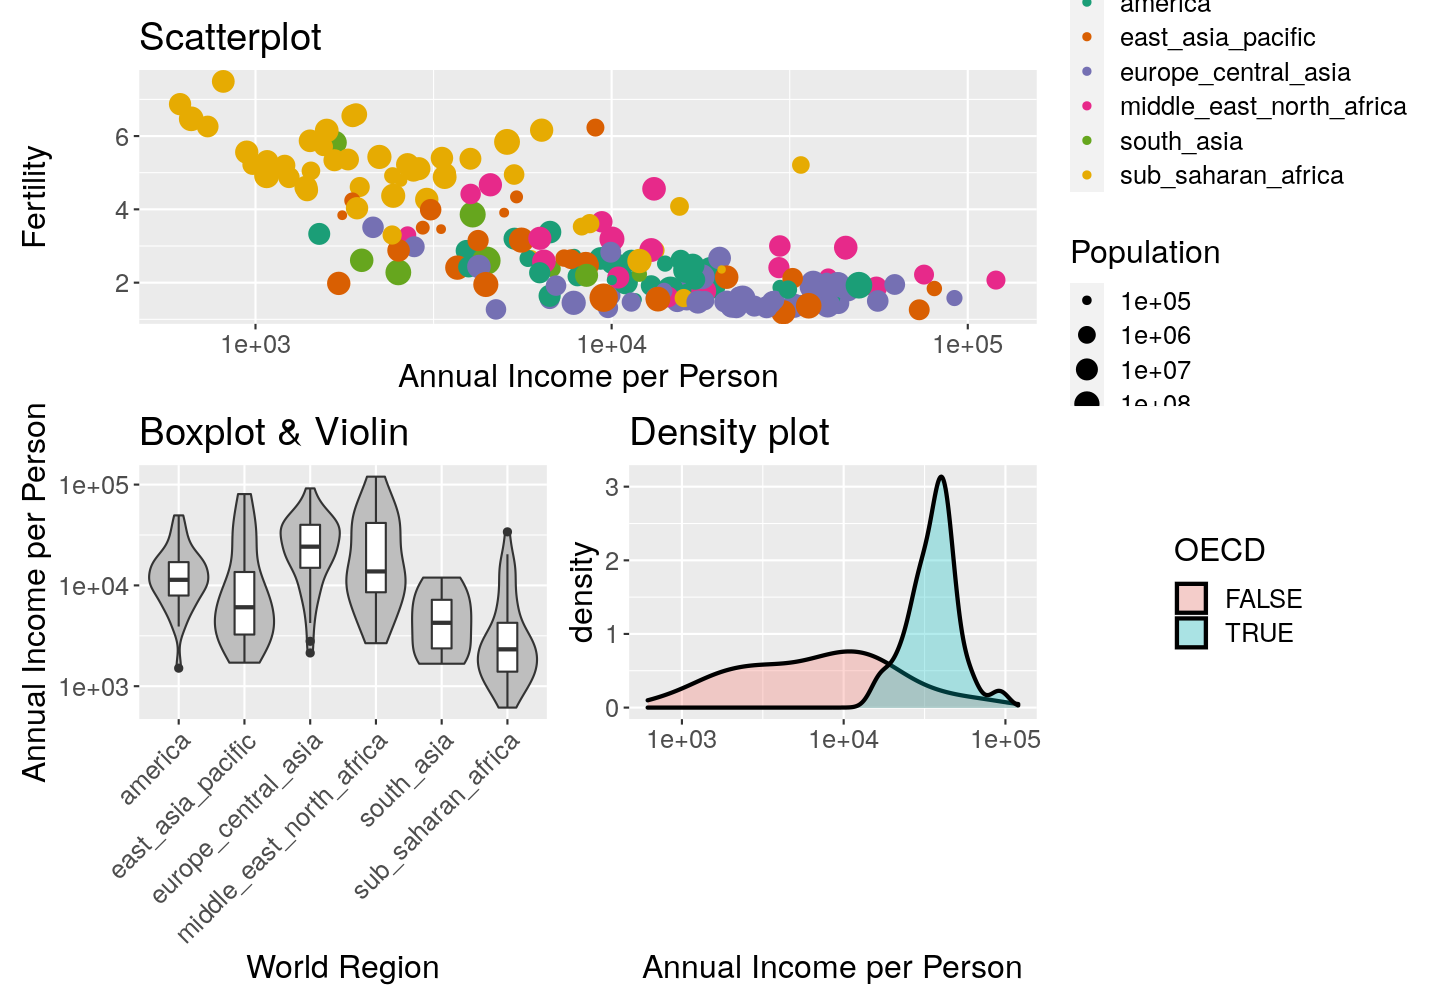 Scatterplot
america
east_asia_pacific
europe_central_asia
middle_east_north_africa
south_asia
sub_saharan_africa
Fertility
6
4
2
1e+03
1e+04
1e+05
Annual Income per Person
Population
1e+05
1e+06
1e+07
1e+08
Boxplot & Violin
Annual Income per Person
1e+05
1e+04
1e+03
america
east_asia_pacific
europe_central_asia
middle_east_north_africa
south_asia
sub_saharan_africa
World Region
Density plot
density
3
2
1
0
1e+03
1e+04
1e+05
Annual Income per Person
OECD
FALSE
TRUE